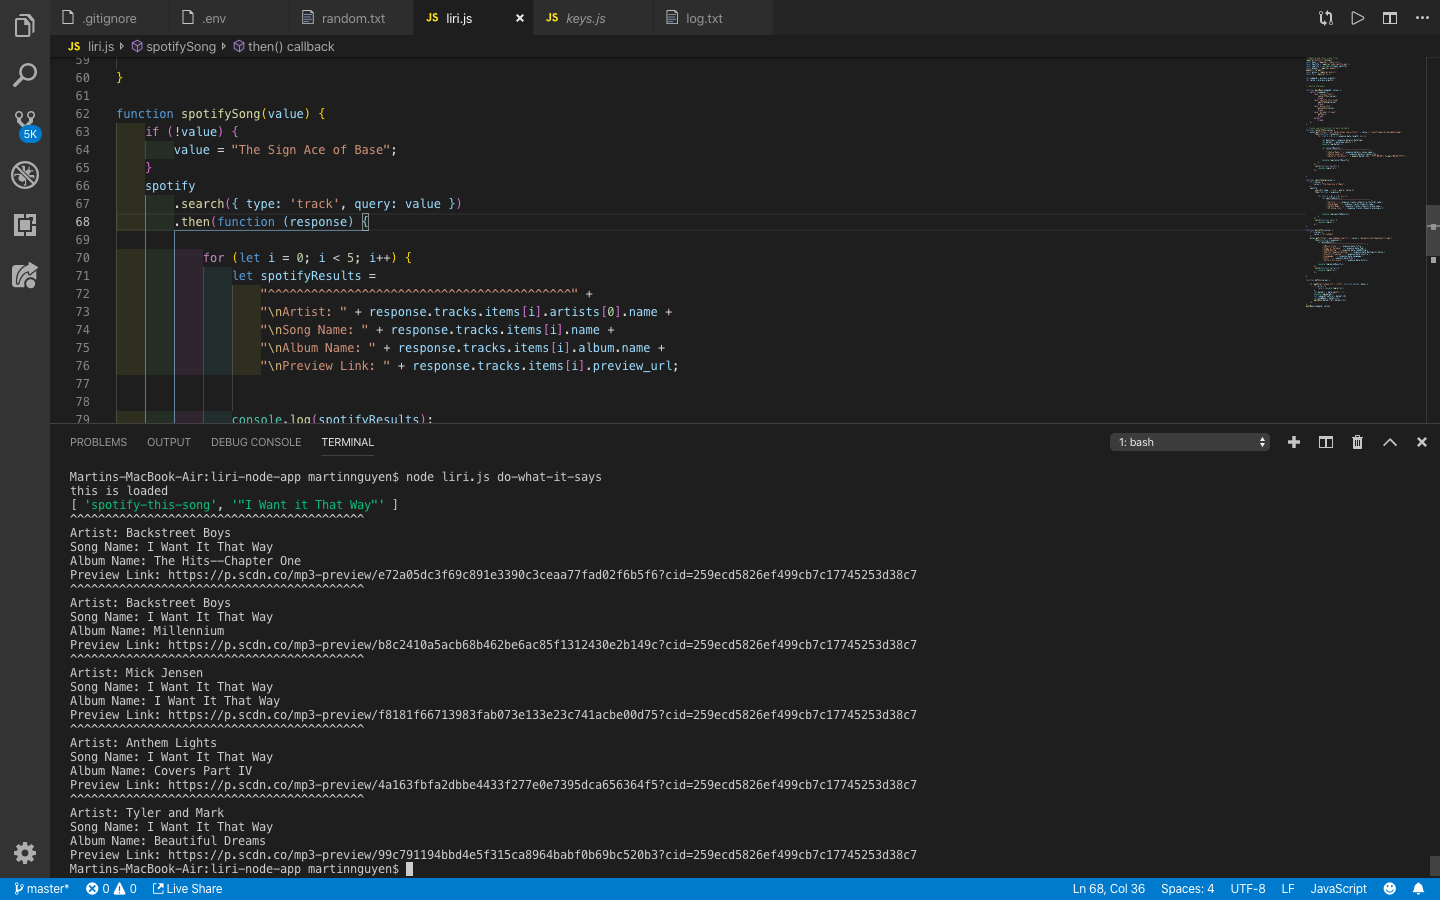 .gitignore
.env
random.txt
JS liri.js ×
JS keys.js
log.txt
JS liri.js spotifySong then() callback
5K
59
60 }
61
62 function spotifySong(value) {
63 if (!value) {
64 value = "The Sign Ace of Base";
65 }
66 spotify
67 .search({ type: 'track', query: value })
68 .then(function (response) {
69
70 for (let i = 0; i < 5; i++) {
71 let spotifyResults =
72 "^^^^^^^^^^^^^^^^^^^^^^^^^^^^^^^^^^^^^^^^^^" +
73 "\nArtist: " + response.tracks.items[i].artists[0].name +
74 "\nSong Name: " + response.tracks.items[i].name +
75 "\nAlbum Name: " + response.tracks.items[i].album.name +
76 "\nPreview Link: " + response.tracks.items[i].preview_url;
77
78
79 console.log(spotifyResults);
PROBLEMS OUTPUT DEBUG CONSOLE TERMINAL 1: bash
Martins-MacBook-Air:liri-node-app martinnguyen$ node liri.js do-what-it-says
this is loaded
[ 'spotify-this-song', '"I Want it That Way"' ]
^^^^^^^^^^^^^^^^^^^^^^^^^^^^^^^^^^^^^^^^^^
Artist: Backstreet Boys
Song Name: I Want It That Way
Album Name: The Hits--Chapter One
Preview Link: https://p.scdn.co/mp3-preview/e72a05dc3f69c891e3390c3ceaa77fad02f6b5f6?cid=259ecd5826ef499cb7c17745253d38c7
^^^^^^^^^^^^^^^^^^^^^^^^^^^^^^^^^^^^^^^^^^
Artist: Backstreet Boys
Song Name: I Want It That Way
Album Name: Millennium
Preview Link: https://p.scdn.co/mp3-preview/b8c2410a5acb68b462be6ac85f1312430e2b149c?cid=259ecd5826ef499cb7c17745253d38c7
^^^^^^^^^^^^^^^^^^^^^^^^^^^^^^^^^^^^^^^^^^
Artist: Mick Jensen
Song Name: I Want It That Way
Album Name: I Want It That Way
Preview Link: https://p.scdn.co/mp3-preview/f8181f66713983fab073e133e23c741acbe00d75?cid=259ecd5826ef499cb7c17745253d38c7
^^^^^^^^^^^^^^^^^^^^^^^^^^^^^^^^^^^^^^^^^^
Artist: Anthem Lights
Song Name: I Want It That Way
Album Name: Covers Part IV
Preview Link: https://p.scdn.co/mp3-preview/4a163fbfa2dbbe4433f277e0e7395dca656364f5?cid=259ecd5826ef499cb7c17745253d38c7
^^^^^^^^^^^^^^^^^^^^^^^^^^^^^^^^^^^^^^^^^^
Artist: Tyler and Mark
Song Name: I Want It That Way
Album Name: Beautiful Dreams
Preview Link: https://p.scdn.co/mp3-preview/99c791194bbd4e5f315ca8964babf0b69bc520b3?cid=259ecd5826ef499cb7c17745253d38c7
Martins-MacBook-Air:liri-node-app martinnguyen$
master* 0 0 Live Share Ln 68, Col 36 Spaces: 4 UTF-8 LF JavaScript